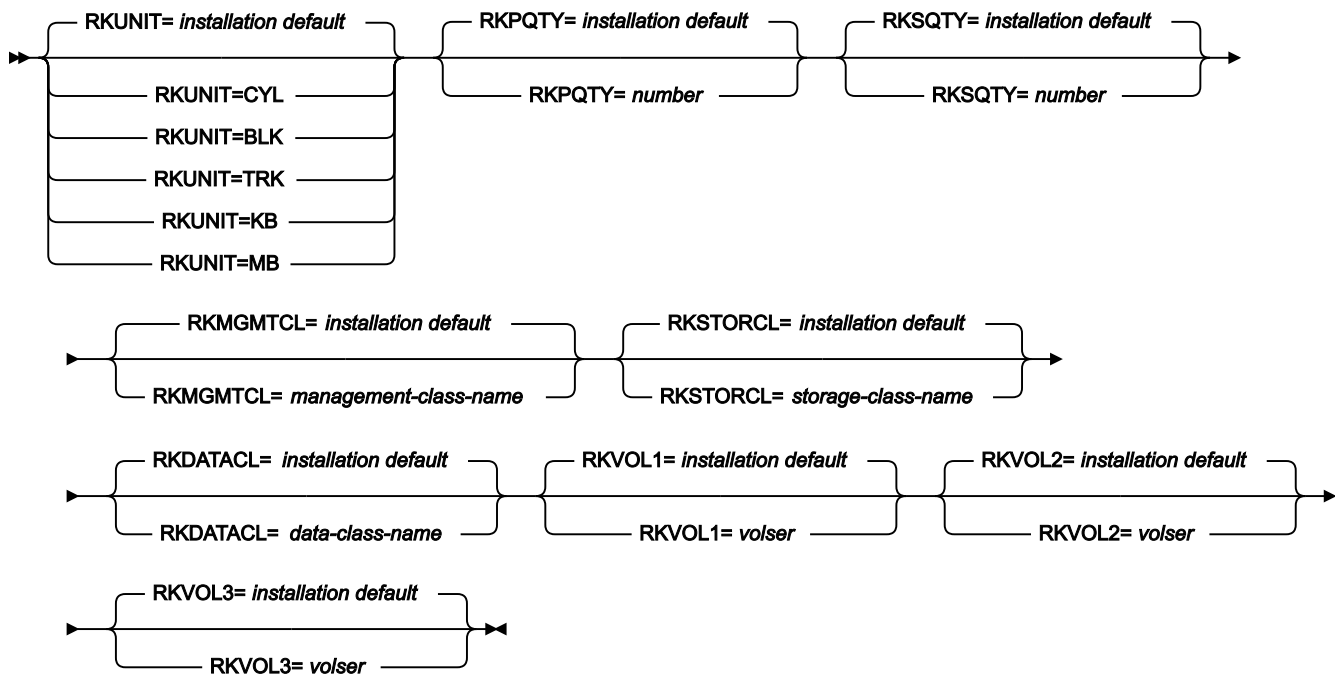 RKUNIT= installation default RKPQTY= installation default RKSQTY= installation default
RKUNIT=CYL RKPQTY= number RKSQTY= number
RKUNIT=BLK
RKUNIT=TRK
RKUNIT=KB
RKUNIT=MB
RKMGMTCL= installation default RKSTORCL= installation default
RKMGMTCL= management-class-name RKSTORCL= storage-class-name
RKDATACL= installation default RKVOL1= installation default RKVOL2= installation default
RKDATACL= data-class-name RKVOL1= volser RKVOL2= volser
RKVOL3= installation default
RKVOL3= volser